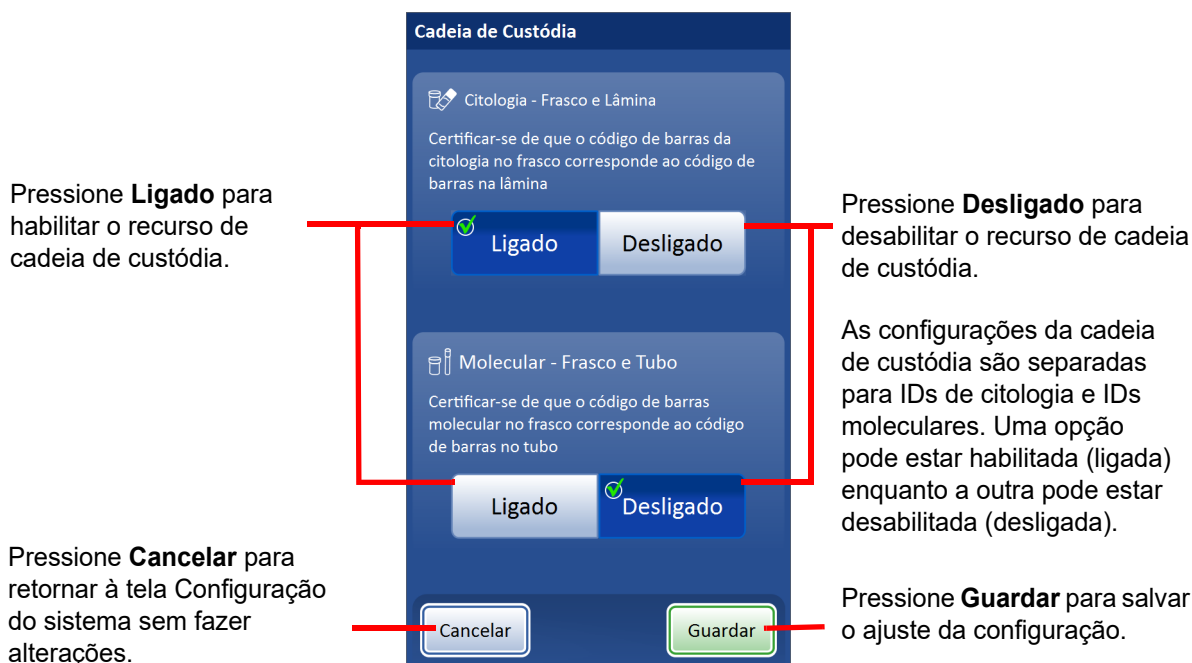 Cadeia de Custódia
Citologia - Frasco e Lâmina
Certificar-se de que o código de barras da
citologia no frasco corresponde ao código de
barras na lâmina
Ligado
Desligado
Pressione Ligado para
habilitar o recurso de
cadeia de custódia.
Pressione Desligado para
desabilitar o recurso de cadeia
de custódia.
As configurações da cadeia
de custódia são separadas
para IDs de citologia e IDs
moleculares. Uma opção
pode estar habilitada (ligada)
enquanto a outra pode estar
desabilitada (desligada).
Molecular - Frasco e Tubo
Certificar-se de que o código de barras
molecular no frasco corresponde ao código
de barras no tubo
Ligado
Desligado
Pressione Cancelar para
retornar à tela Configuração
do sistema sem fazer
alterações.
Cancelar
Guardar
Pressione Guardar para salvar
o ajuste da configuração.